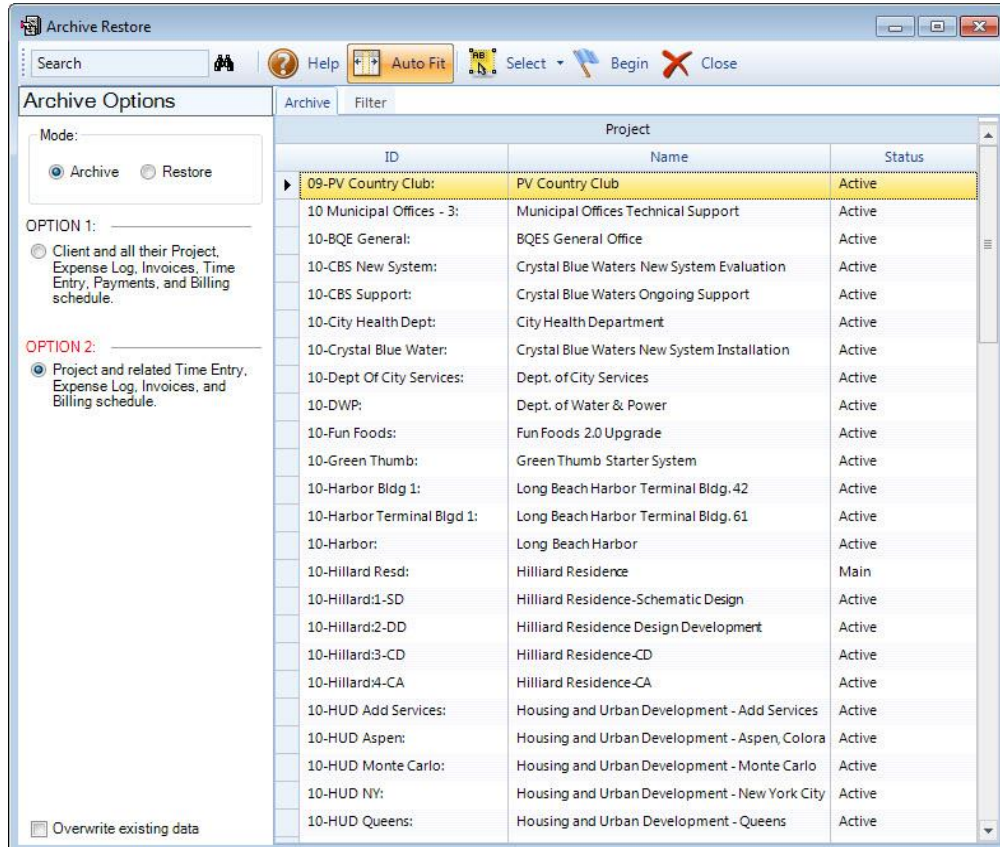 Archive Restore
Search Help Auto Fit AB Select Begin Close
Archive Options
Archive Filter
Mode:
Archive Restore
OPTION 1:
Client and all their Project,
Expense Log, Invoices, Time
Entry, Payments, and Billing
schedule.
OPTION 2:
Project and related Time Entry,
Expense Log, Invoices, and
Billing schedule.
Overwrite existing data
Project
ID Name Status
09-PV Country Club: PV Country Club Active
10 Municipal Offices - 3: Municipal Offices Technical Support Active
10-BQE General: BQES General Office Active
10-CBS New System: Crystal Blue Waters New System Evaluation Active
10-CBS Support: Crystal Blue Waters Ongoing Support Active
10-City Health Dept: City Health Department Active
10-Crystal Blue Water: Crystal Blue Waters New System Installation Active
10-Dept Of City Services: Dept. of City Services Active
10-DWP: Dept. of Water & Power Active
10-Fun Foods: Fun Foods 2.0 Upgrade Active
10-Green Thumb: Green Thumb Starter System Active
10-Harbor Bldg 1: Long Beach Harbor Terminal Bldg. 42 Active
10-Harbor Terminal Blgd 1: Long Beach Harbor Terminal Bldg. 61 Active
10-Harbor: Long Beach Harbor Active
10-Hillard Resd: Hilliard Residence Main
10-Hillard:1-SD Hilliard Residence-Schematic Design Active
10-Hillard:2-DD Hilliard Residence Design Development Active
10-Hillard:3-CD Hilliard Residence-CD Active
10-Hillard:4-CA Hilliard Residence-CA Active
10-HUD Add Services: Housing and Urban Development - Add Services Active
10-HUD Aspen: Housing and Urban Development - Aspen, Colora Active
10-HUD Monte Carlo: Housing and Urban Development - Monte Carlo Active
10-HUD NY: Housing and Urban Development - New York City Active
10-HUD Queens: Housing and Urban Development - Queens Active